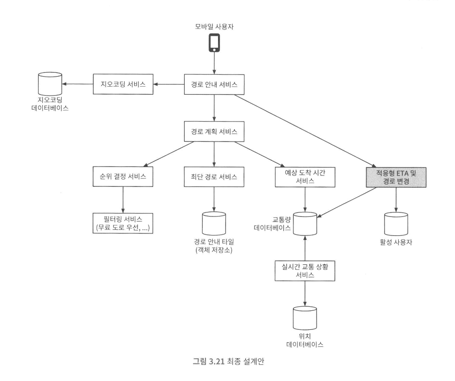 모바일 사용자
지오코딩 서비스
경로 안내 서비스
지오코딩
데이터베이스
경로 계획 서비스
순위 결정 서비스
최단 경로 서비스
예상 도착 시간
서비스
적응형 ETA 및
경로 변경
필터링 서비스
(무료 도로 우선, ...)
경로 안내 타일
(객체 저장소)
교통량
데이터베이스
활성 사용자
실시간 교통 상황
서비스
위치
데이터베이스
그림 3.21 최종 설계안